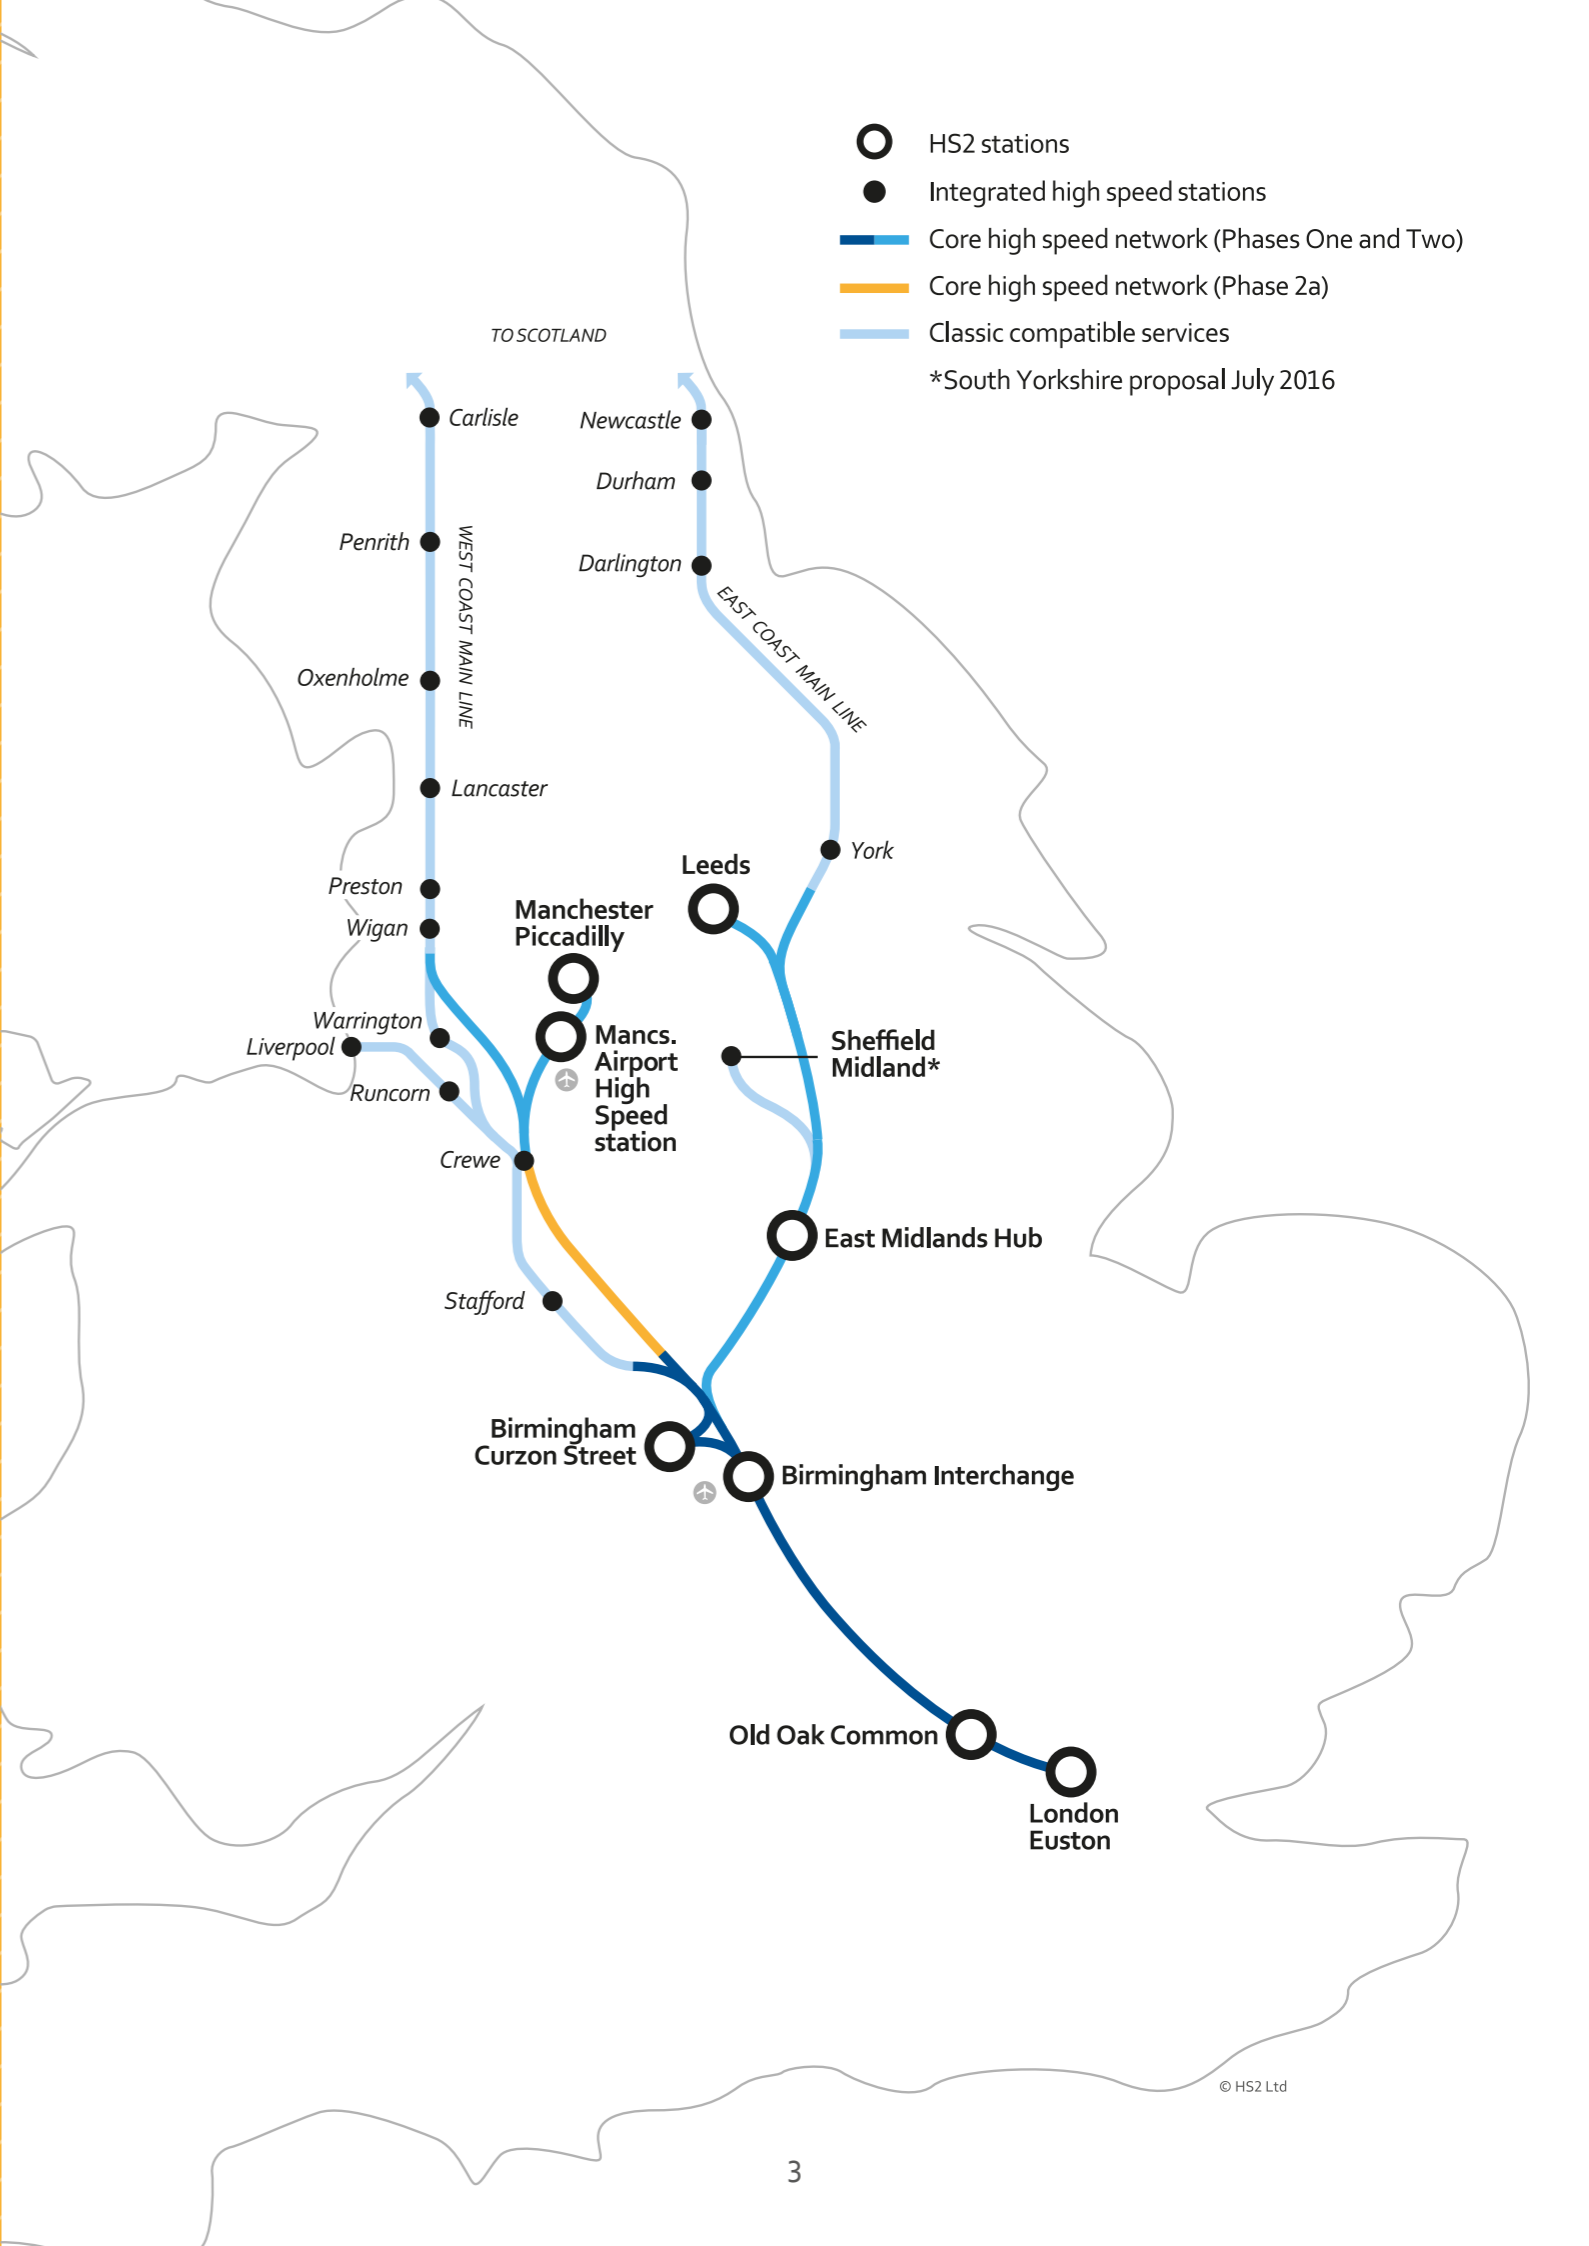 HS2 stations
Integrated high speed stations
Core high speed network (Phases One and Two)
Core high speed network (Phase 2a)
Classic compatible services
*South Yorkshire proposal July 2016
TO SCOTLAND
Carlisle
Newcastle
Durham
Penrith
WEST COAST MAIN LINE
Darlington
EAST COAST MAIN LINE
Oxenholme
Lancaster
York
Leeds
Preston
Manchester
Piccadilly
Wigan
Warrington
Liverpool
Mancs.
Airport
High
Speed
station
Sheffield
Midland*
Runcorn
Crewe
East Midlands Hub
Stafford
Birmingham
Curzon Street
Birmingham Interchange
Old Oak Common
London
Euston
© HS2 Ltd
3